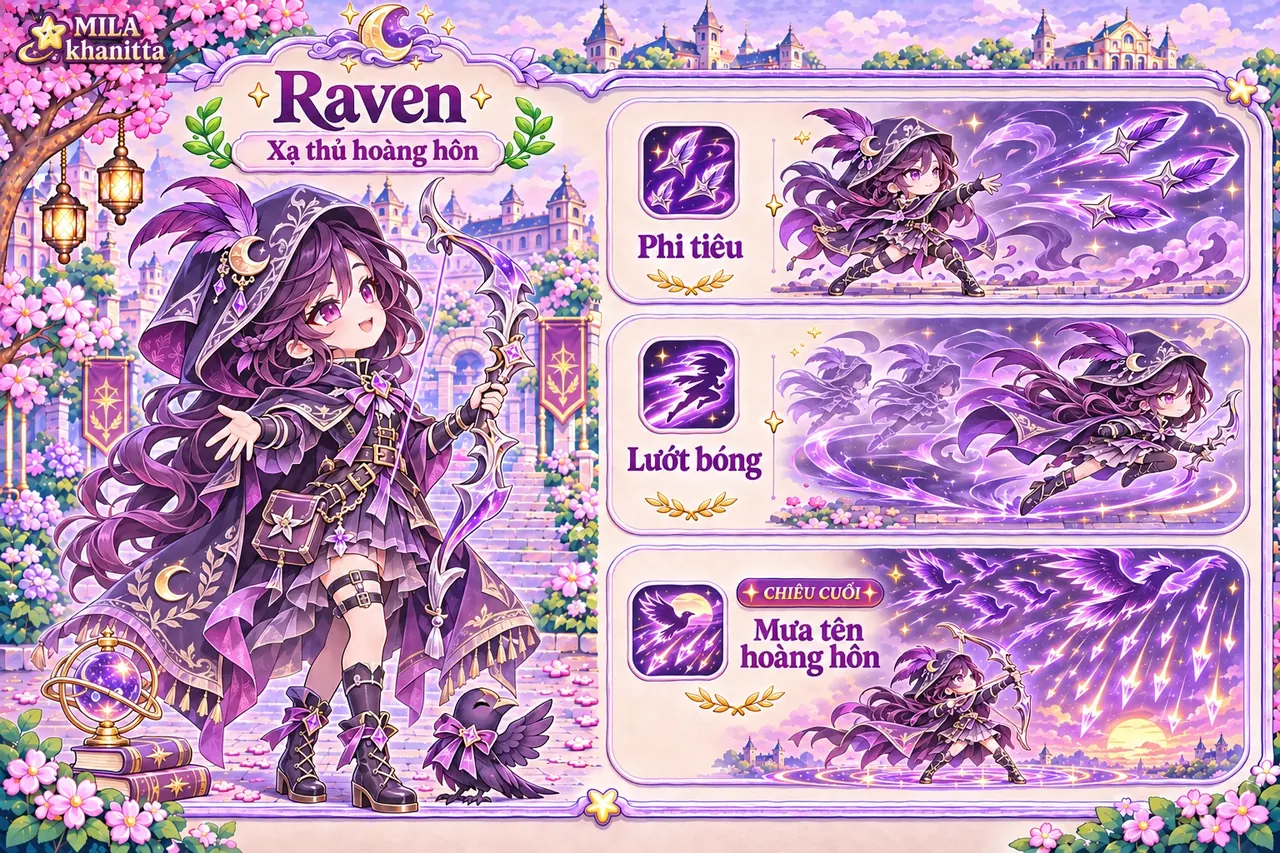 MILA
khanitta
Raven
Xạ thủ hoàng hôn
Phi tiêu
Lướt bóng
CHIÊU CUỐI
Mưa tên
hoàng hôn